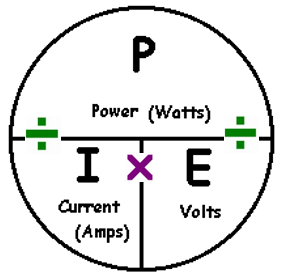 P
Power (Watts)
÷ ÷
I × E
Current Volts
(Amps)